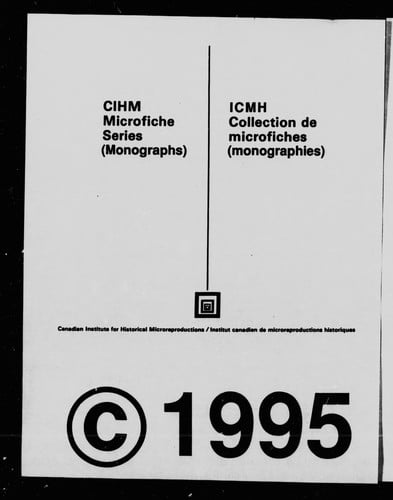 CIHM
Microfiche
Series
(Monographs)
ICMH
Collection de
microfiches
(monographies)
Canadian Institute for Historical Microreproductions / Institut canadien de microreproductions historiques
© 1995